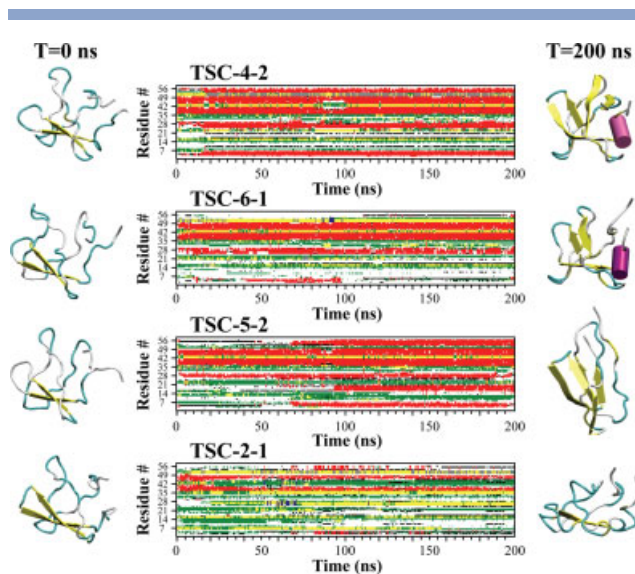 T=0 ns
T=200 ns
TSC-4-2
Residue #
56
49
42
35
28
21
14
7
0 50 100 150 200
Time (ns)
TSC-6-1
Residue #
56
49
42
35
28
21
14
7
0 50 100 150 200
Time (ns)
TSC-5-2
Residue #
56
49
42
35
28
21
14
7
0 50 100 150 200
Time (ns)
TSC-2-1
Residue #
56
49
42
35
28
21
14
7
0 50 100 150 200
Time (ns)